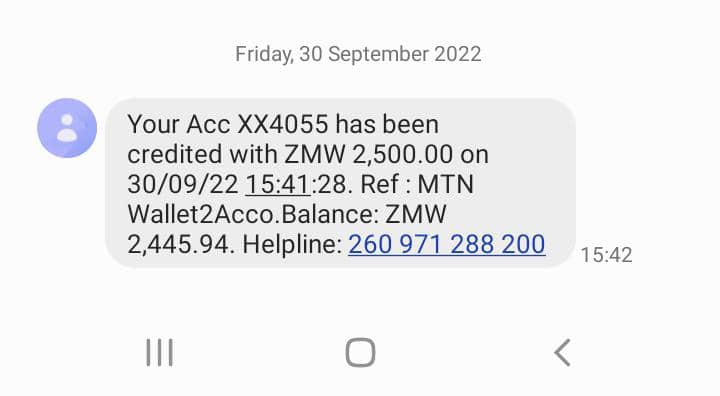 Friday, 30 September 2022
Your Acc XX4055 has been
credited with ZMW 2,500.00 on
30/09/22 15:41:28. Ref : MTN
Wallet2Acco.Balance: ZMW
2,445.94. Helpline: 260 971 288 200
15:42